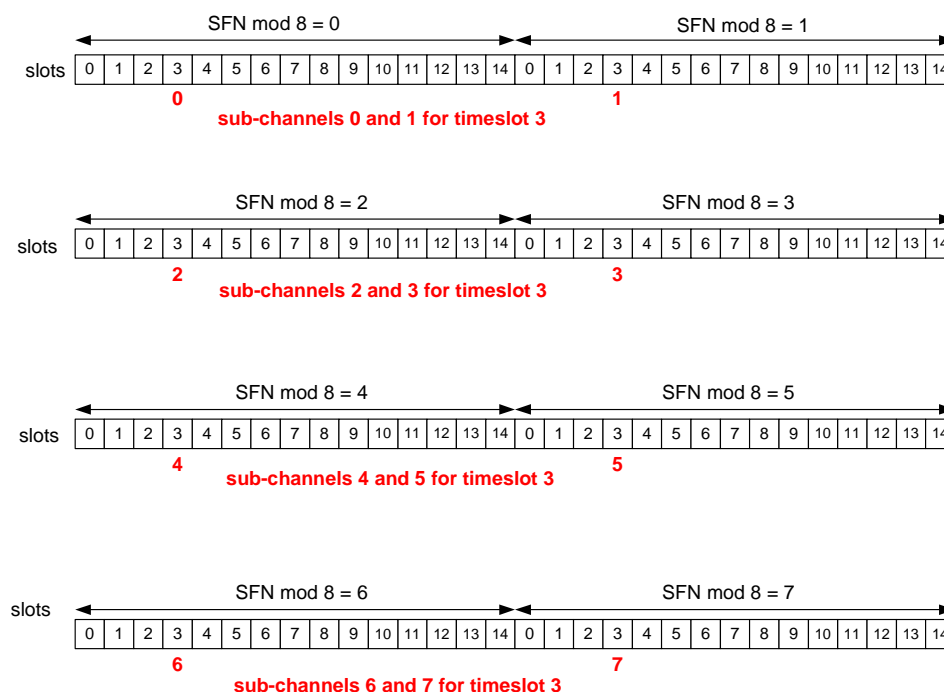 SFN mod 8 = 0 SFN mod 8 = 1
slots 0 1 2 3 4 5 6 7 8 9 10 11 12 13 14 0 1 2 3 4 5 6 7 8 9 10 11 12 13 14
0 1
sub-channels 0 and 1 for timeslot 3
SFN mod 8 = 2 SFN mod 8 = 3
slots 0 1 2 3 4 5 6 7 8 9 10 11 12 13 14 0 1 2 3 4 5 6 7 8 9 10 11 12 13 14
2 3
sub-channels 2 and 3 for timeslot 3
SFN mod 8 = 4 SFN mod 8 = 5
slots 0 1 2 3 4 5 6 7 8 9 10 11 12 13 14 0 1 2 3 4 5 6 7 8 9 10 11 12 13 14
4 5
sub-channels 4 and 5 for timeslot 3
SFN mod 8 = 6 SFN mod 8 = 7
slots
0 1 2 3 4 5 6 7 8 9 10 11 12 13 14 0 1 2 3 4 5 6 7 8 9 10 11 12 13 14
6 7
sub-channels 6 and 7 for timeslot 3